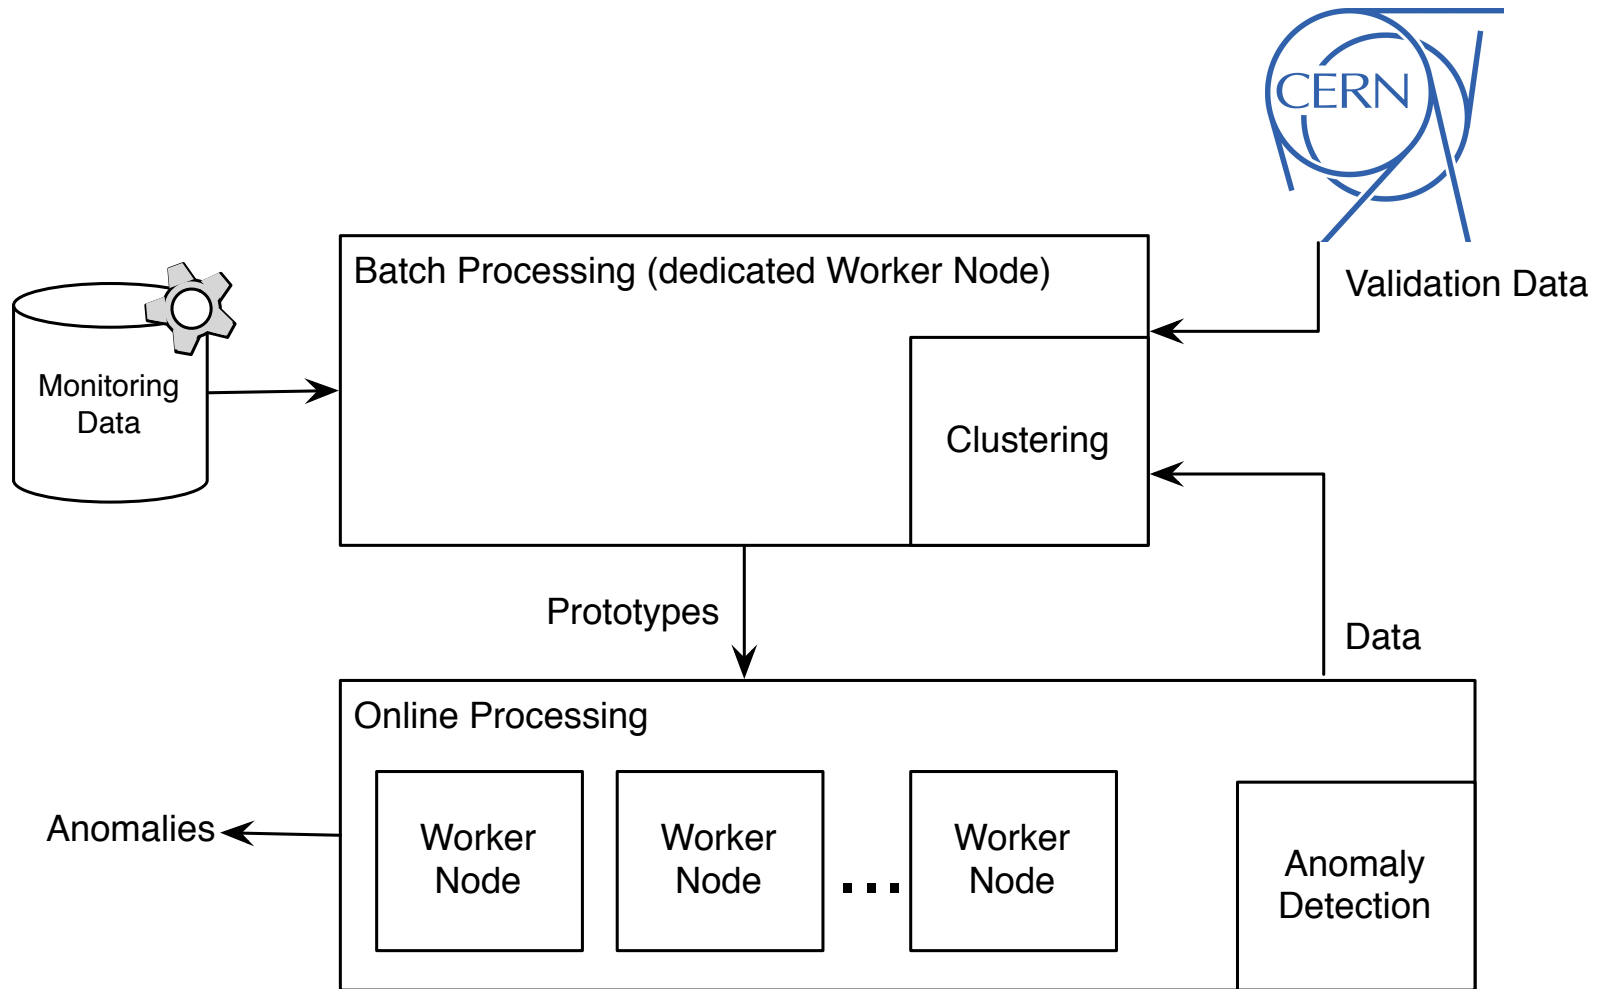 CERN
Batch Processing (dedicated Worker Node)
Validation Data
Monitoring
Data
Clustering
Prototypes
Data
Online Processing
Anomalies
Worker
Node
Worker
Node
...
Worker
Node
Anomaly
Detection